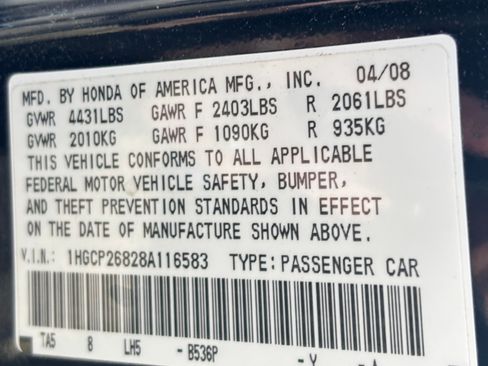 MFD. BY HONDA OF AMERICA MFG., INC. 04/08
GVWR 4431LBS GAWR F 2403LBS R 2061LBS
GVWR 2010KG GAWR F 1090KG R 935KG
THIS VEHICLE CONFORMS TO ALL APPLICABLE
FEDERAL MOTOR VEHICLE SAFETY, BUMPER,
AND THEFT PREVENTION STANDARDS IN EFFECT
ON THE DATE OF MANUFACTURE SHOWN ABOVE.
V.I.N.: 1HGCP26828A116583 TYPE: PASSENGER CAR
TA5 8 LH5 - B536P - Y - A